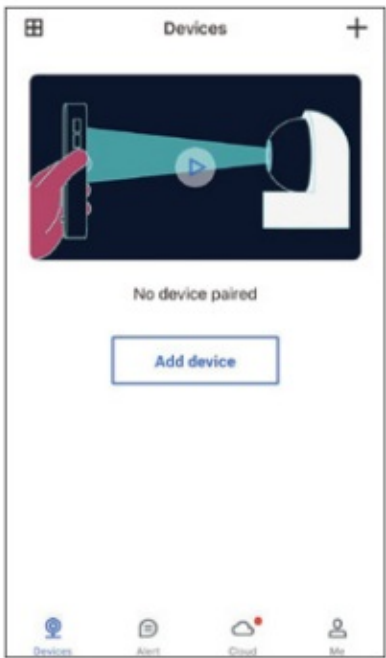 Devices
No device paired
Add device
Devices
Alert
Cloud
Me